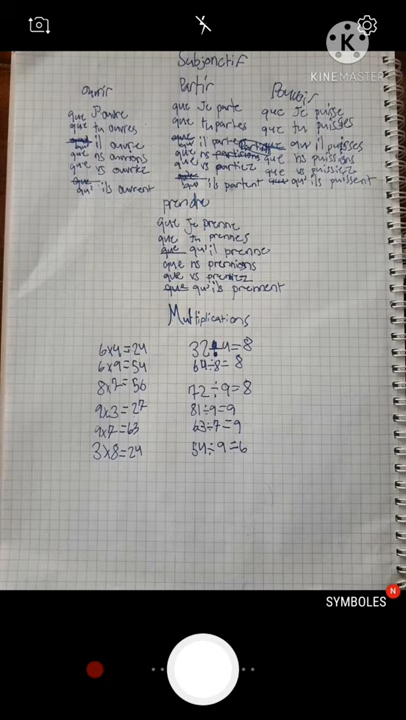 KINEMASTER
Subjonctif
ouvrir
que J'ouvre
que tu ouvres
qu'il ouvre
que ns ouvrions
que vs ouvriez
qu'ils ouvrent
Partir
que Je parte
que tu partes
qu'il parte
que ns partions
que vs partiez
qu'ils partent
Pouvoir
que Je puisse
que tu puisses
qu'il puisses
que ns puissions
que vs puissiez
qu'ils puissent
prendre
que Je prenne
que tu prennes
que qu'il prenne
que ns prennions
que vs prenniez
que qu'ils prennent
Multiplications
6x4=24
6x9=54
8x7=56
9x3=27
9x7=63
3x8=24
32÷4=8
64÷8=8
72÷9=8
81÷9=9
63÷7=9
54÷9=6
SYMBOLES
N